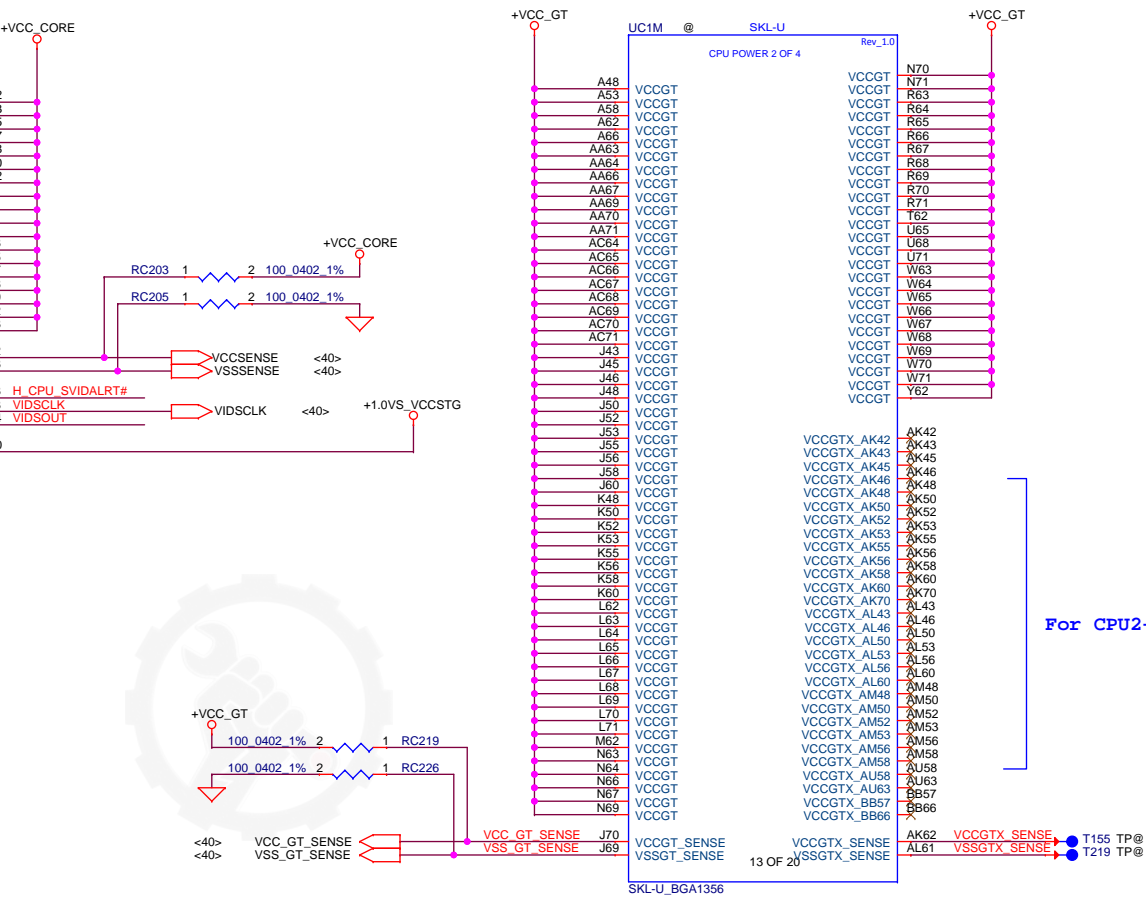 +VCC_CORE
+VCC_GT
UC1M @ SKL-U
+VCC_GT
Rev_1.0
CPU POWER 2 OF 4
A48 VCCGT
A53 VCCGT
A58 VCCGT
A62 VCCGT
A66 VCCGT
AA63 VCCGT
AA64 VCCGT
AA66 VCCGT
AA67 VCCGT
AA69 VCCGT
AA70 VCCGT
AA71 VCCGT
AC64 VCCGT
AC65 VCCGT
AC66 VCCGT
AC67 VCCGT
AC68 VCCGT
AC69 VCCGT
AC70 VCCGT
AC71 VCCGT
J43 VCCGT
J45 VCCGT
J46 VCCGT
J48 VCCGT
J50 VCCGT
J52 VCCGT
J53 VCCGT
J55 VCCGT
J56 VCCGT
J58 VCCGT
J60 VCCGT
K48 VCCGT
K50 VCCGT
K52 VCCGT
K53 VCCGT
K55 VCCGT
K56 VCCGT
K58 VCCGT
K60 VCCGT
L62 VCCGT
L63 VCCGT
L64 VCCGT
L65 VCCGT
L66 VCCGT
L67 VCCGT
L68 VCCGT
L69 VCCGT
L70 VCCGT
L71 VCCGT
M62 VCCGT
N63 VCCGT
N64 VCCGT
N66 VCCGT
N67 VCCGT
N69 VCCGT
VCCGT N70
VCCGT N71
VCCGT R63
VCCGT R64
VCCGT R65
VCCGT R66
VCCGT R67
VCCGT R68
VCCGT R69
VCCGT R70
VCCGT R71
VCCGT T62
VCCGT U65
VCCGT U68
VCCGT U71
VCCGT W63
VCCGT W64
VCCGT W65
VCCGT W66
VCCGT W67
VCCGT W68
VCCGT W69
VCCGT W70
VCCGT W71
VCCGT Y62
VCCGTX_AK42 AK42
VCCGTX_AK43 AK43
VCCGTX_AK45 AK45
VCCGTX_AK46 AK46
VCCGTX_AK48 AK48
VCCGTX_AK50 AK50
VCCGTX_AK52 AK52
VCCGTX_AK53 AK53
VCCGTX_AK55 AK55
VCCGTX_AK56 AK56
VCCGTX_AK58 AK58
VCCGTX_AK60 AK60
VCCGTX_AK70 AK70
VCCGTX_AL43 AL43
VCCGTX_AL46 AL46
VCCGTX_AL50 AL50
VCCGTX_AL53 AL53
VCCGTX_AL56 AL56
VCCGTX_AL60 AL60
VCCGTX_AM48 AM48
VCCGTX_AM50 AM50
VCCGTX_AM52 AM52
VCCGTX_AM53 AM53
VCCGTX_AM56 AM56
VCCGTX_AM58 AM58
VCCGTX_AU58 AU58
VCCGTX_AU63 AU63
VCCGTX_BB57 BB57
VCCGTX_BB66 BB66
For CPU2
+VCC_CORE
RC203 1 2 100_0402_1%
RC205 1 2 100_0402_1%
VCCSENSE <40>
VSSSENSE <40>
H_CPU_SVIDALRT#
VIDSCLK
VIDSCLK <40>
VIDSOUT
+1.0VS_VCCSTG
+VCC_GT
100_0402_1% 2 1 RC219
100_0402_1% 2 1 RC226
<40> VCC_GT_SENSE
<40> VSS_GT_SENSE
VCC_GT_SENSE J70 VCCGT_SENSE
VSS_GT_SENSE J69 VSSGT_SENSE
VCCGTX_SENSE AK62 VCCGTX_SENSE T155 TP@
VSSGTX_SENSE AL61 VSSGTX_SENSE T219 TP@
13 OF 20
SKL-U_BGA1356